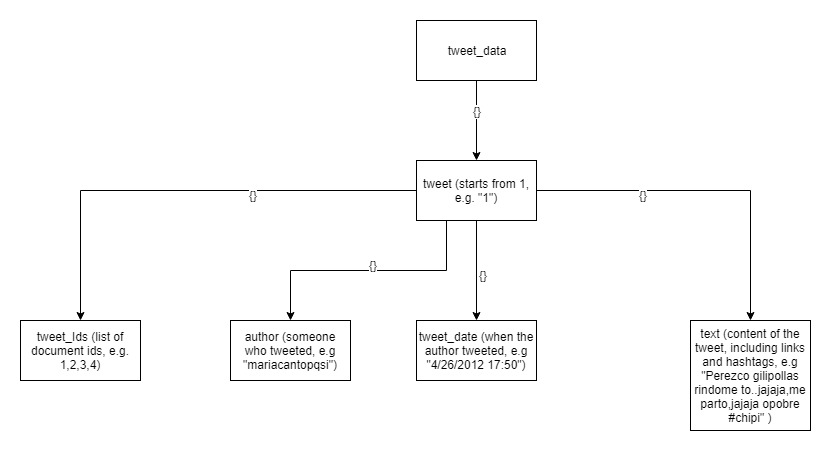 tweet_data
{}
tweet (starts from 1,
e.g. "1")
{}
{}
{}
{}
tweet_Ids (list of
document ids, e.g.
1,2,3,4)
author (someone
who tweeted, e.g
"mariacantopqsi")
tweet_date (when the
author tweeted, e.g
"4/26/2012 17:50")
text (content of the
tweet, including links
and hashtags, e.g
"Perezco gilipollas
rindome to..jajaja,me
parto,jajaja opobre
#chipi" )